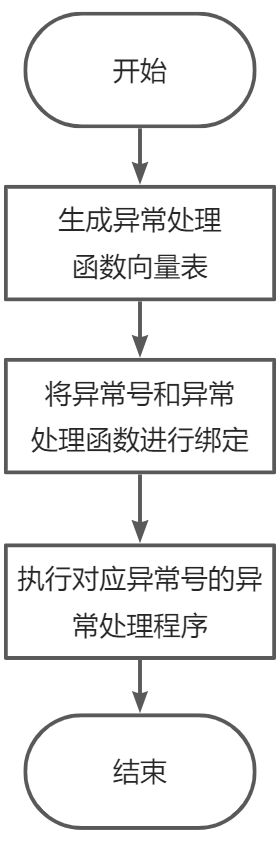 开始
生成异常处理
函数向量表
将异常号和异常
处理函数进行绑定
执行对应异常号的异
常处理程序
结束